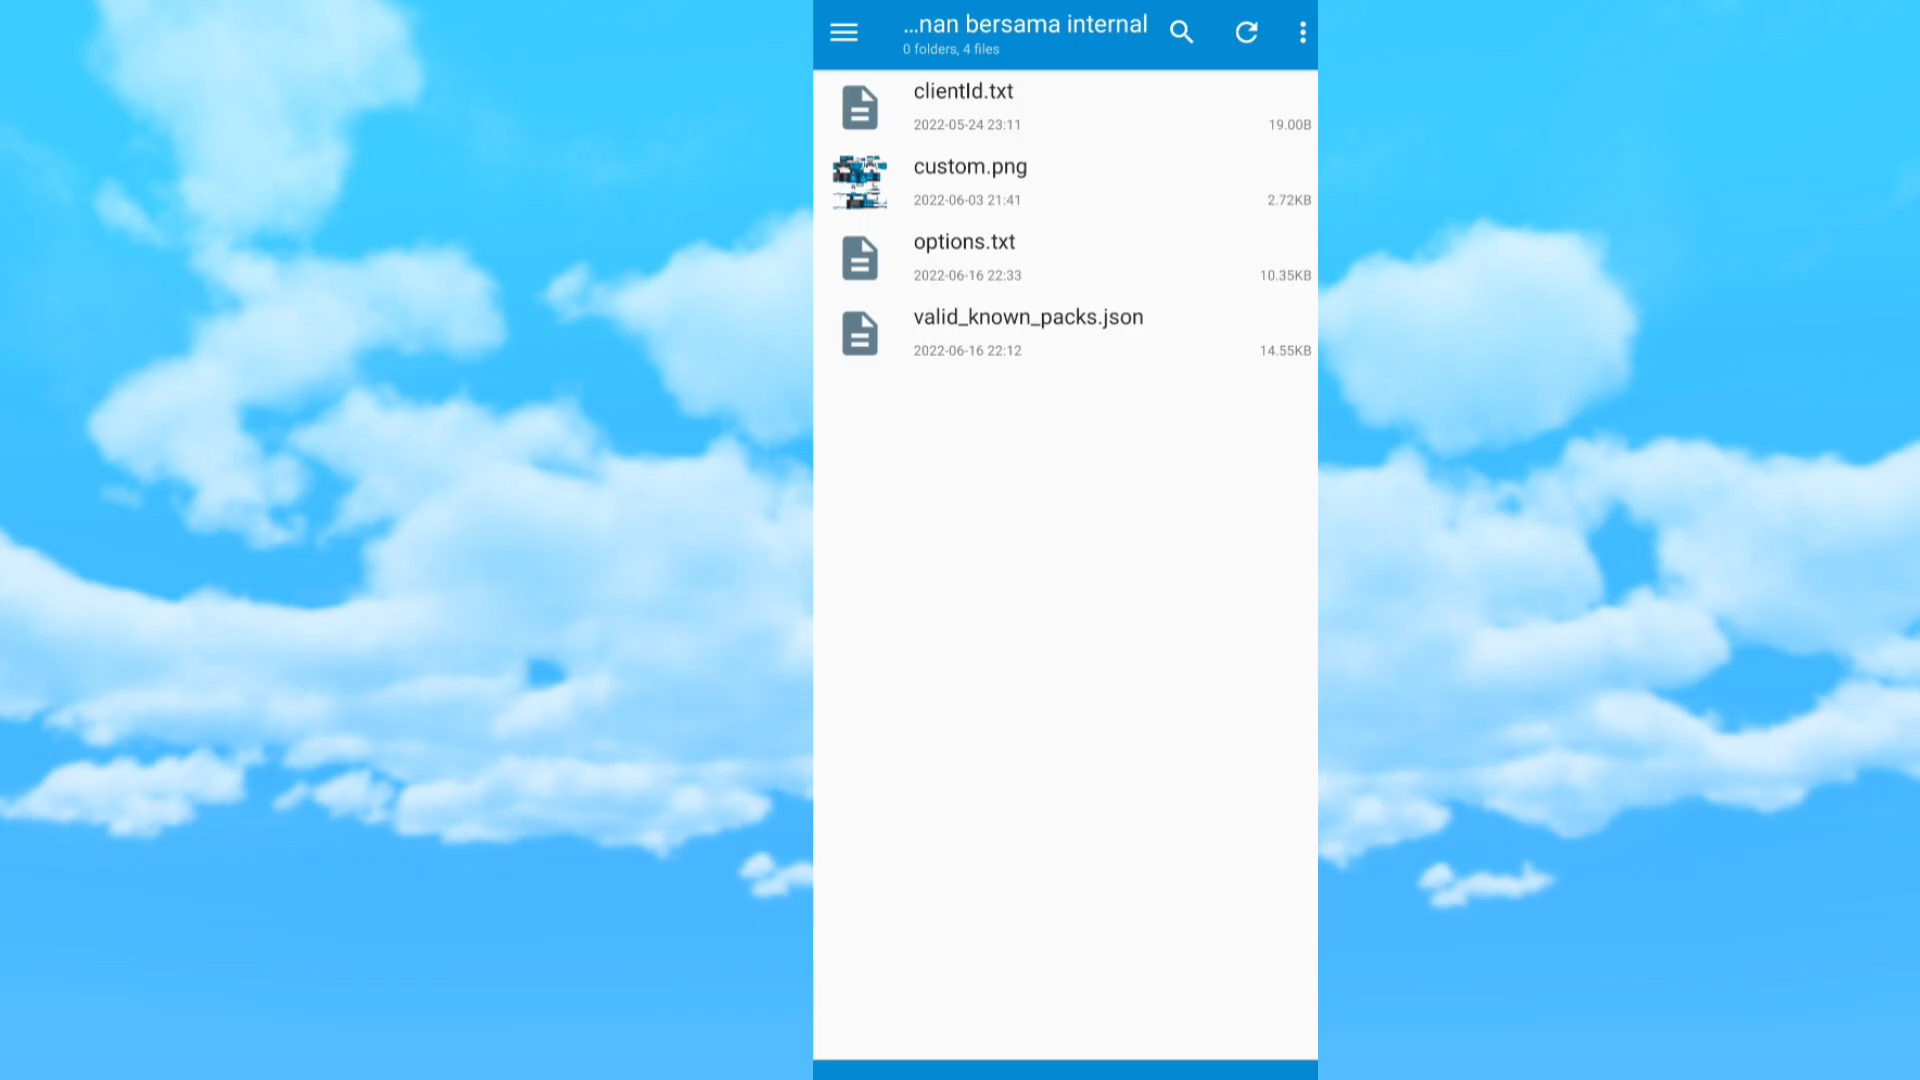 ...nan bersama internal
0 folders, 4 files
clientId.txt
2022-05-24 23:11 19.00B
custom.png
2022-06-03 21:41 2.72KB
options.txt
2022-06-16 22:33 10.35KB
valid_known_packs.json
2022-06-16 22:12 14.55KB